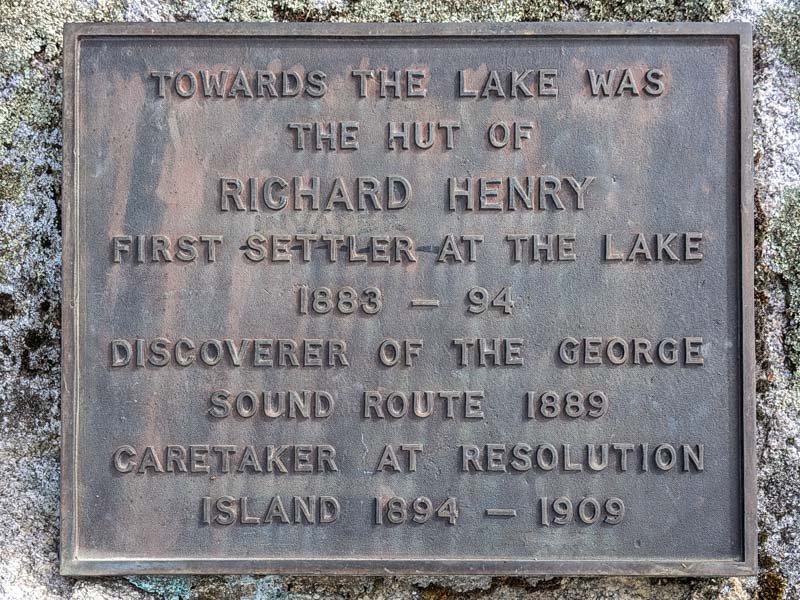 TOWARDS THE LAKE WAS
THE HUT OF
RICHARD HENRY
FIRST SETTLER AT THE LAKE
1883 — 94
DISCOVERER OF THE GEORGE
SOUND ROUTE 1889
CARETAKER AT RESOLUTION
ISLAND 1894 — 1909